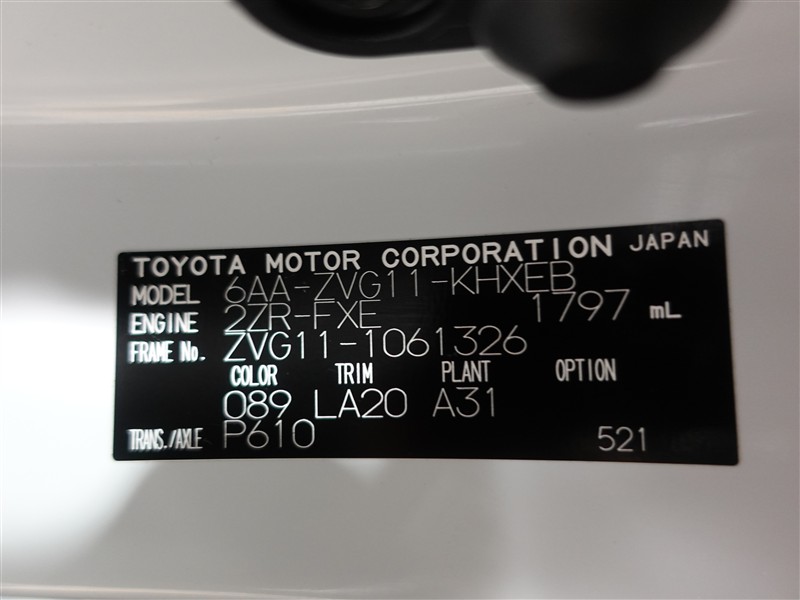 TOYOTA MOTOR CORPORATION JAPAN
MODEL 6AA-ZVG11-KHXEB
ENGINE 2ZR-FXE 1797 mL
FRAME No. ZVG11-1061326
COLOR TRIM PLANT OPTION
089 LA20 A31
TRANS./AXLE P610 521